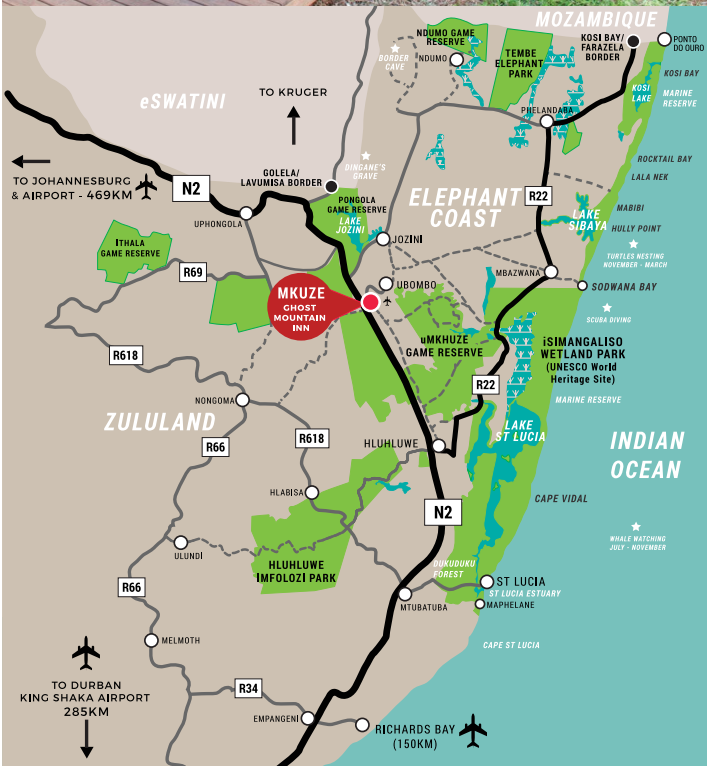 MOZAMBIQUE
NDUMO GAME
RESERVE
KOSI BAY/
FARAZELA
BORDER
PONTO
DO OURO
BORDER
CAVE
NDUMO
TEMBE
ELEPHANT
PARK
KOSI BAY
KOSI
LAKE
MARINE
RESERVE
eSWATINI
TO KRUGER
PHELANDABA
TO JOHANNESBURG
& AIRPORT - 469KM
N2
GOLELA/
LAVUMISA BORDER
DINGANE'S
GRAVE
ROCKTAIL BAY
LALA NEK
PONGOLA
GAME RESERVE
LAKE
JOZINI
ELEPHANT
COAST
R22
MABIBI
LAKE
SIBAYA
HULLY POINT
UPHONGOLA
ITHALA
GAME RESERVE
JOZINI
TURTLES NESTING
NOVEMBER - MARCH
R69
MBAZWANA
SODWANA BAY
UBOMBO
MKUZE
GHOST
MOUNTAIN
INN
SCUBA DIVING
uMKHUZE
GAME RESERVE
iSIMANGALISO
WETLAND PARK
(UNESCO World
Heritage Site)
R618
R22
MARINE RESERVE
NONGOMA
ZULULAND
LAKE
ST LUCIA
R66
R618
HLUHLUWE
INDIAN
OCEAN
HLABISA
CAPE VIDAL
N2
ULUNDI
HLUHLUWE
IMFOLOZI PARK
WHALE WATCHING
JULY - NOVEMBER
DUKUDUKU
FOREST
ST LUCIA
ST LUCIA ESTUARY
R66
MTUBATUBA
MAPHELANE
MELMOTH
CAPE ST LUCIA
TO DURBAN
KING SHAKA AIRPORT
285KM
R34
EMPANGENI
RICHARDS BAY
(150KM)